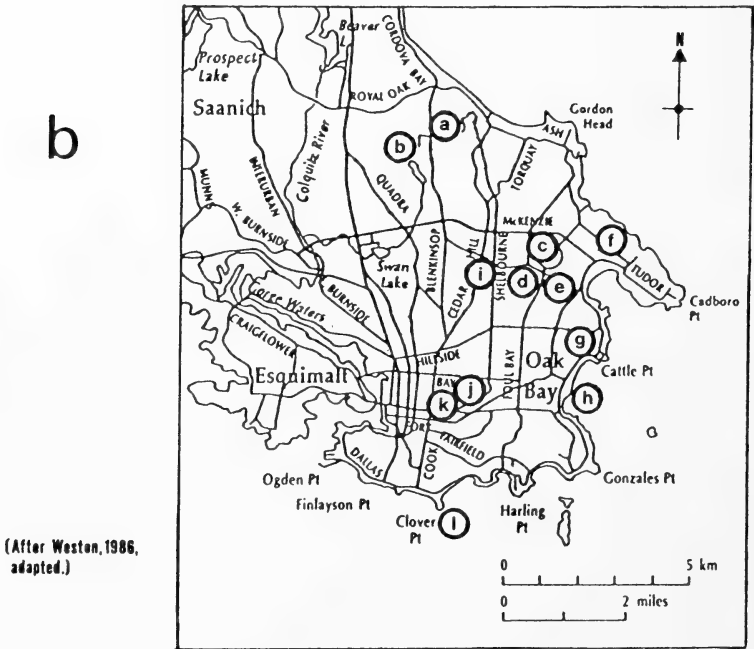 b
(After Weston, 1986,
adapted.)
Beaver
L.
CORDOVA BAY
N
Prospect
Lake
ROYAL OAK
Saanich
Gordon
Head
ASH
a
b
Colquitz River
TORQUAY
QUADRA
WILBURBAN
MUNNS
W. BURNSIDE
McKENZIE
c
f
Swan
Lake
BLENKINSOP
CEDAR HILL
i
SHELBOURNE
d
e
TUDOR
Cadboro
Pt
Gorge Waters
BURNSIDE
CRAIGFLOWER
HILLSIDE
Oak
Bay
g
Cattle Pt
Esquimalt
FOUL BAY
BAY
j
k
h
FORT
FAIRFIELD
DALLAS
COOK
Ogden Pt
Gonzales Pt
Finlayson Pt
Clover
Pt
l
Harling
Pt
0 5 km
0 2 miles